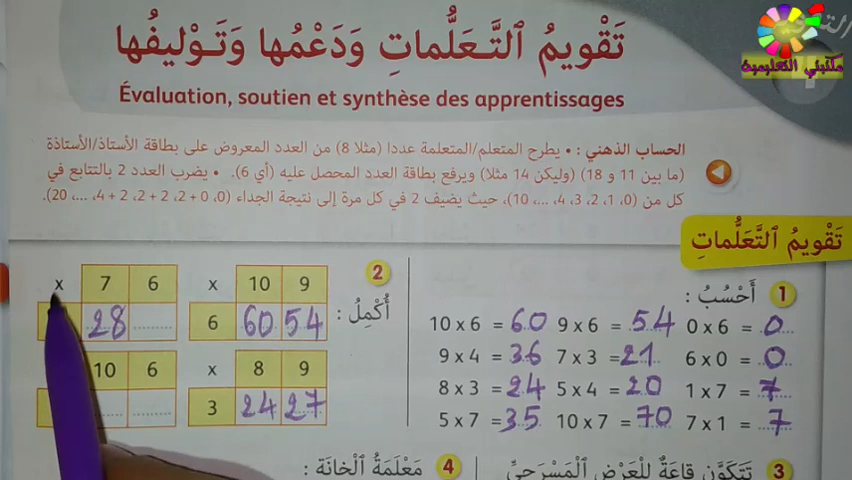 مكتبتي التعليمية
تَقْويمُ ٱلتَّـعَـلُّماتِ وَدَعْمُها وَتَـوْليفُها
Évaluation, soutien et synthèse des apprentissages
الحساب الذهني : • يطرح المتعلم/المتعلمة عددا (مثلا 8) من العدد المعروض على بطاقة الأستاذ/الأستاذة
(ما بين 11 و 18) (وليكن 14 مثلا) ويرفع بطاقة العدد المحصل عليه (أي 6). • يضرب العدد 2 بالتتابع في
كل من (0، 1، 2، 3، 4، ...، 10)، حيث يضيف 2 في كل مرة إلى نتيجة الجداء (0، 0+2، 2+2، 4+2، ...، 20).
تَقْويمُ ٱلتَّعَلُّماتِ
1 أَحْسُبُ :
10 x 6 = 60 9 x 6 = 54 0 x 6 = 0
9 x 4 = 36 7 x 3 = 21 6 x 0 = 0
8 x 3 = 24 5 x 4 = 20 1 x 7 = 7
5 x 7 = 35 10 x 7 = 70 7 x 1 = 7
2 أُكْمِلُ :
x 7 6 x 10 9
28 ......... 6 60 54
10 6 x 8 9
3 24 27
3 تَتَكَوَّن قاعَةٌ لِلْعَرْضِ ٱلْمَسْرَحِيِّ
4 مَعْلَمَةُ ٱلْخانَة :